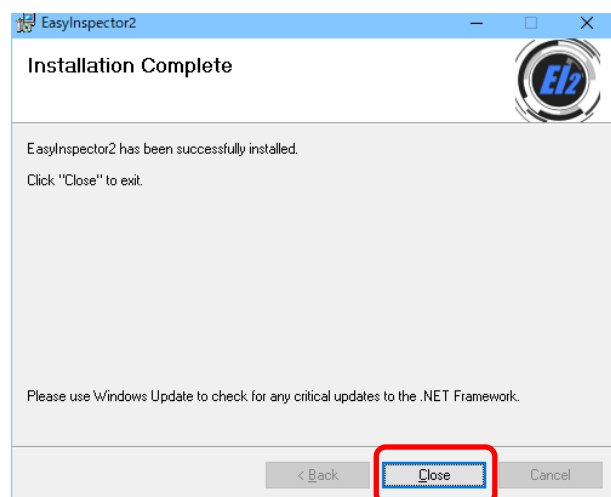 EasyInspector2
Installation Complete
EI2
EasyInspector2 has been successfully installed.
Click "Close" to exit.
Please use Windows Update to check for any critical updates to the .NET Framework.
< Back Close Cancel